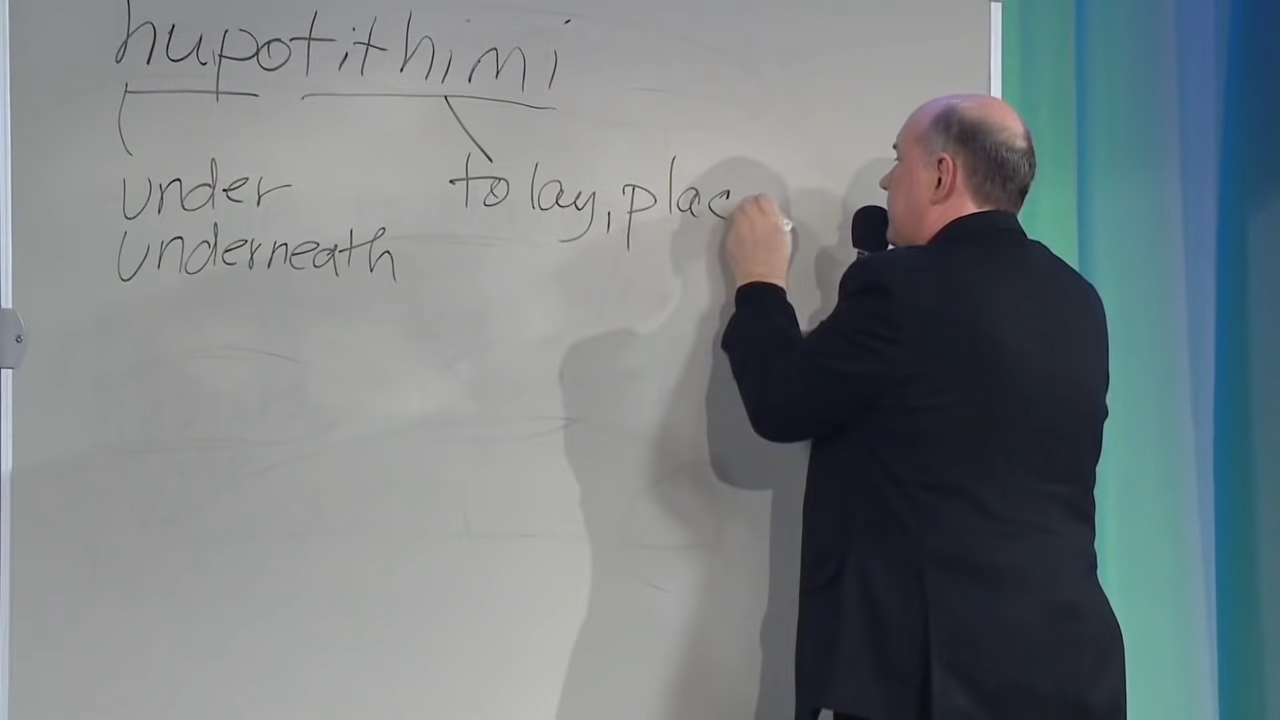 hupotithimi
under to lay, plac
underneath